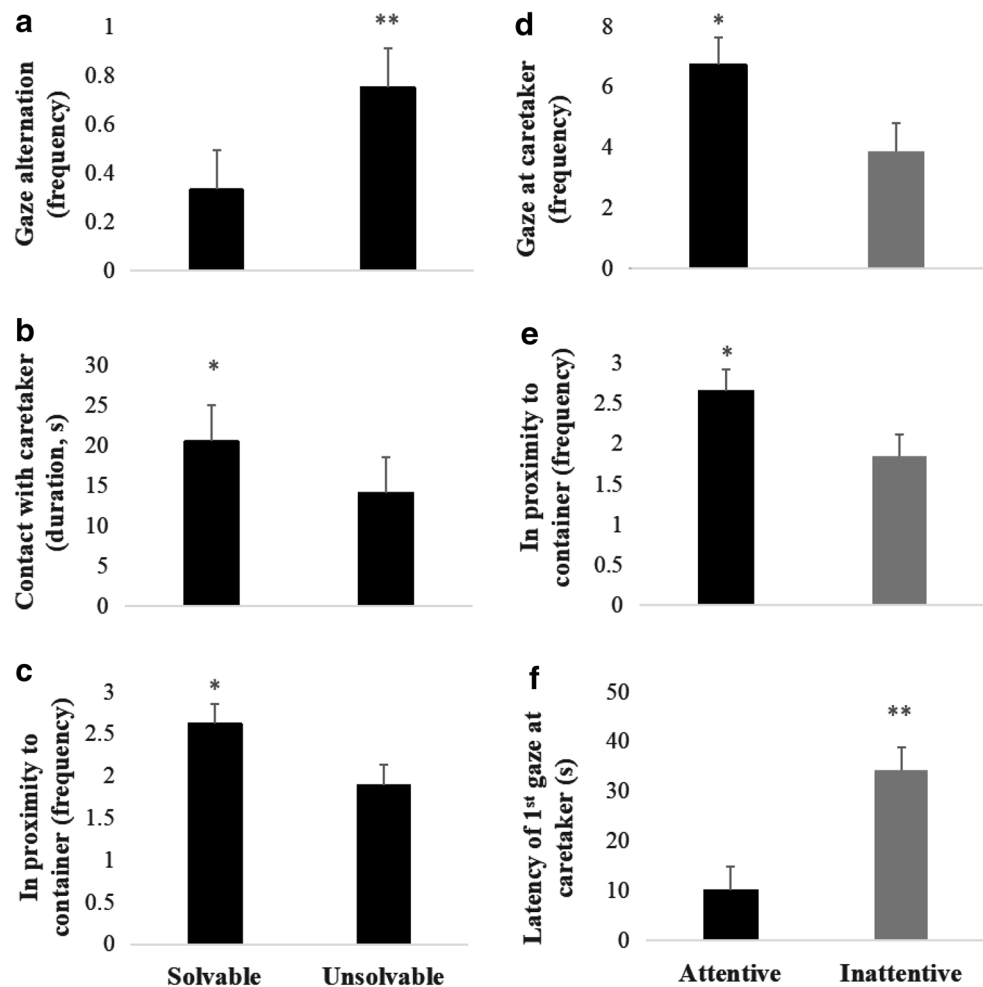 a
Gaze alternation
(frequency)
1
0.8
0.6
0.4
0.2
0
**
b
Contact with caretaker
(duration, s)
30
25
20
15
10
5
0
*
c
In proximity to
container (frequency)
3
2.5
2
1.5
1
0.5
0
*
Solvable Unsolvable
d
Gaze at caretaker
(frequency)
8
6
4
2
0
*
e
In proximity to
container (frequency)
3
2.5
2
1.5
1
0.5
0
*
f
Latency of 1st gaze at
caretaker (s)
50
40
30
20
10
0
**
Attentive Inattentive